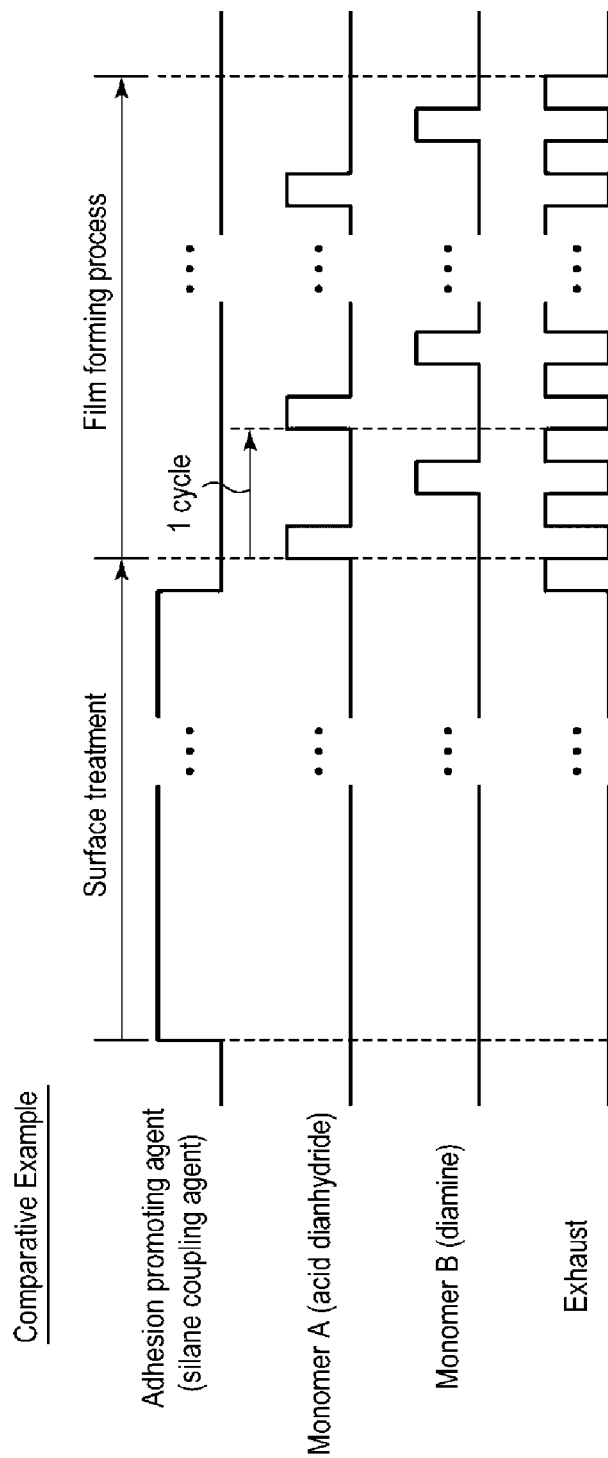 Comparative Example
Surface treatment
Film forming process
1 cycle
Adhesion promoting agent
(silane coupling agent)
Monomer A (acid dianhydride)
Monomer B (diamine)
Exhaust